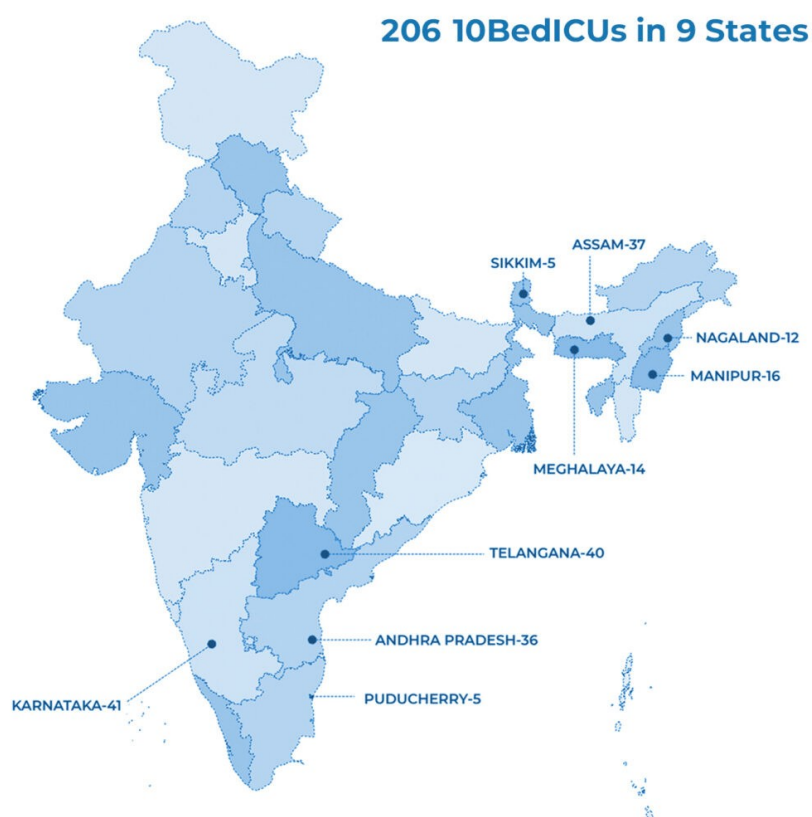 206 10BedICUs in 9 States
ASSAM-37
SIKKIM-5
NAGALAND-12
MANIPUR-16
MEGHALAYA-14
TELANGANA-40
ANDHRA PRADESH-36
PUDUCHERRY-5
KARNATAKA-41